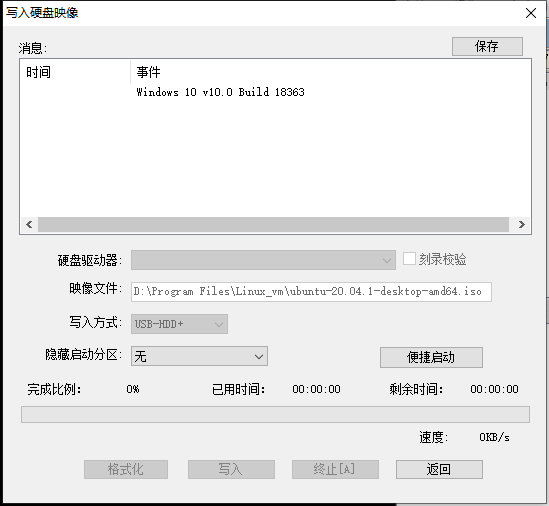 写入硬盘映像
消息:
保存
时间 事件
Windows 10 v10.0 Build 18363
硬盘驱动器:
刻录校验
映像文件: D:\Program Files\Linux_vm\ubuntu-20.04.1-desktop-amd64.iso
写入方式: USB-HDD+
隐藏启动分区: 无
便捷启动
完成比例: 0% 已用时间: 00:00:00 剩余时间: 00:00:00
速度: 0KB/s
格式化 写入 终止[A] 返回